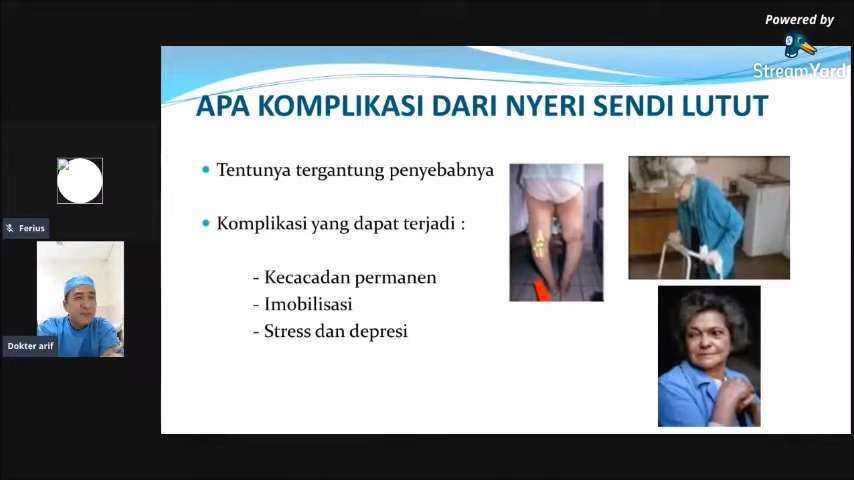 Powered by
StreamYard
APA KOMPLIKASI DARI NYERI SENDI LUTUT
• Tentunya tergantung penyebabnya
• Komplikasi yang dapat terjadi :
- Kecacadan permanen
- Imobilisasi
- Stress dan depresi
Ferius
Dokter arif